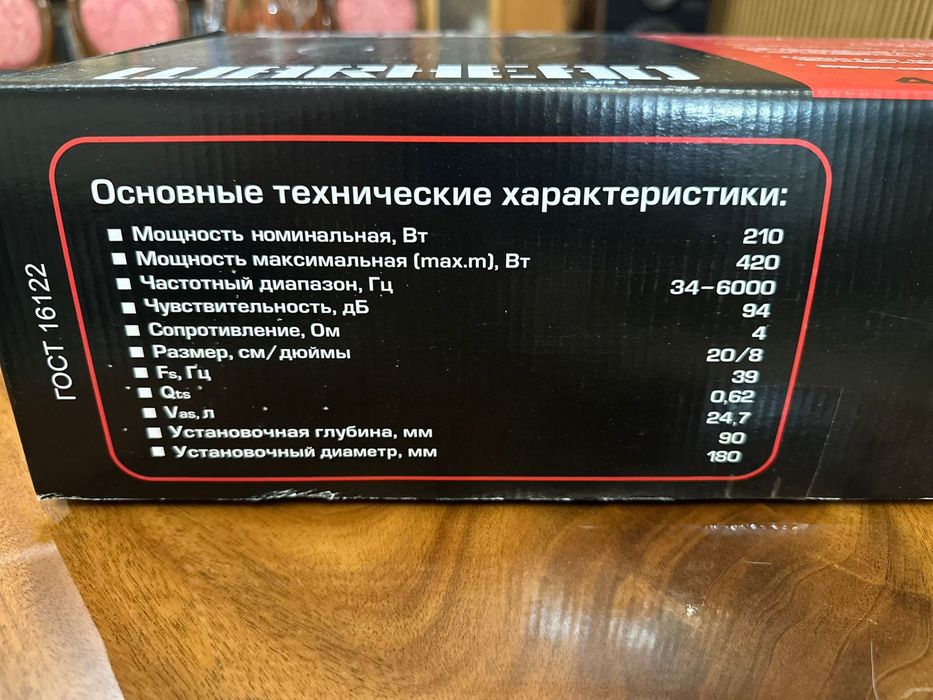 WARHEAD
Основные технические характеристики:
Мощность номинальная, Вт 210
Мощность максимальная (max.m), Вт 420
Частотный диапазон, Гц 34-6000
Чувствительность, дБ 94
Сопротивление, Ом 4
Размер, см/дюймы 20/8
Fs, Гц 39
Qts 0,62
Vas, л 24,7
Установочная глубина, мм 90
Установочный диаметр, мм 180
ГОСТ 16122